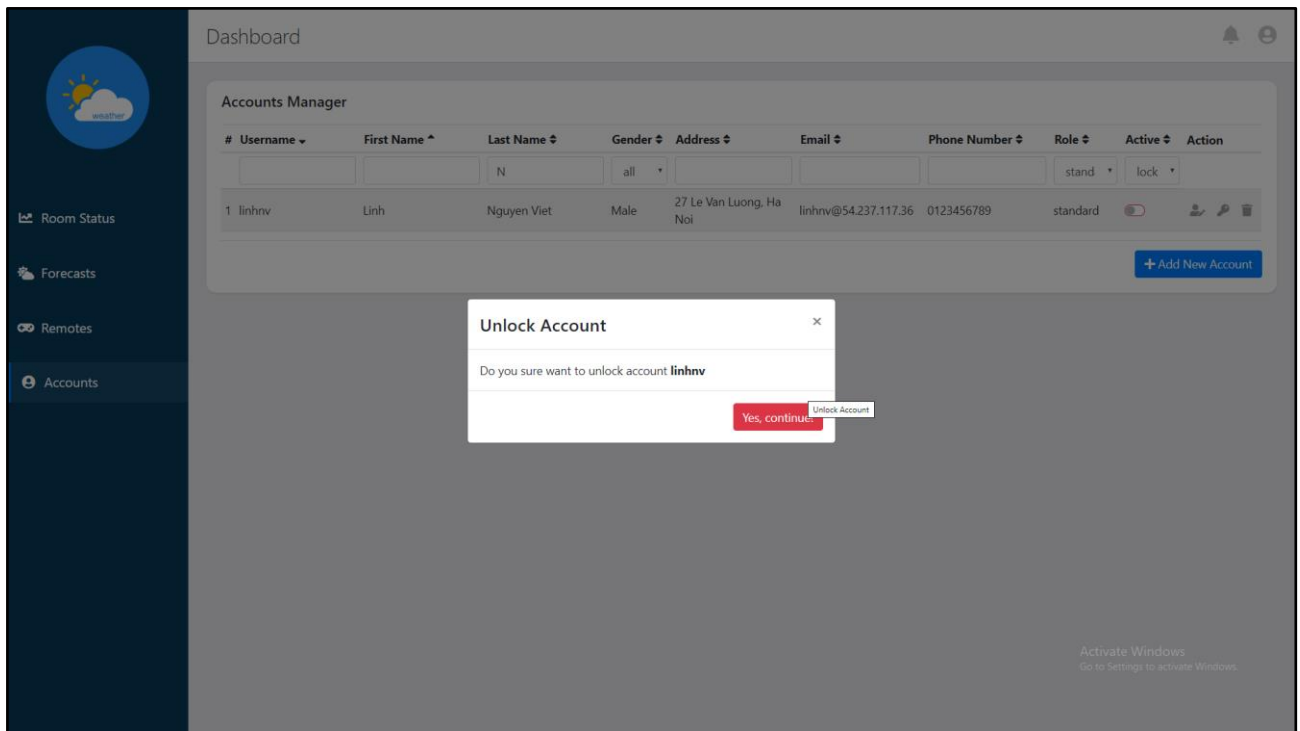 Dashboard
weather
Room Status
Forecasts
Remotes
Accounts
Accounts Manager
# Username First Name Last Name Gender Address Email Phone Number Role Active Action
N all stand lock
1 linhnv Linh Nguyen Viet Male 27 Le Van Luong, Ha Noi linhnv@54.237.117.36 0123456789 standard
+ Add New Account
Unlock Account ×
Do you sure want to unlock account linhnv
Yes, continue!
Unlock Account
Activate Windows
Go to Settings to activate Windows.